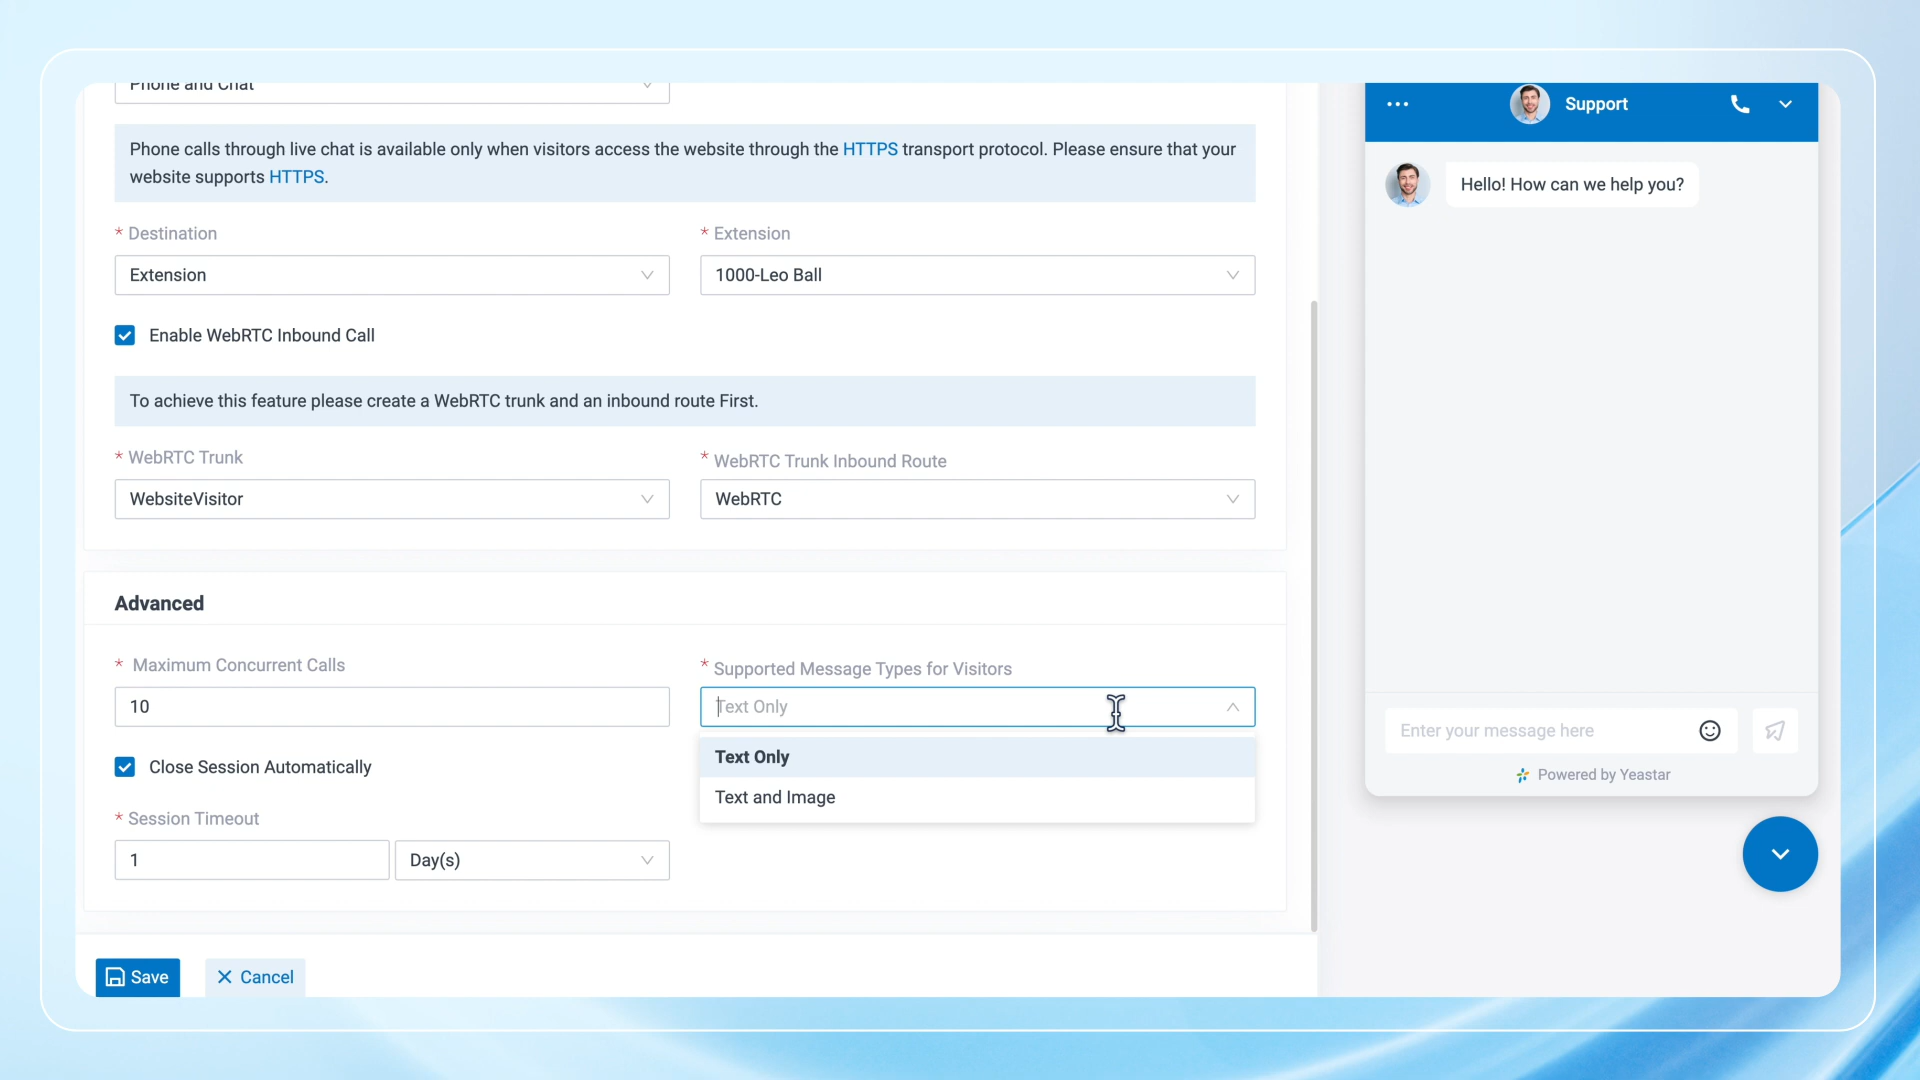 Phone and Chat
Phone calls through live chat is available only when visitors access the website through the HTTPS transport protocol. Please ensure that your
website supports HTTPS.
* Destination
* Extension
Extension
1000-Leo Ball
Enable WebRTC Inbound Call
To achieve this feature please create a WebRTC trunk and an inbound route First.
* WebRTC Trunk
* WebRTC Trunk Inbound Route
WebsiteVisitor
WebRTC
Advanced
* Maximum Concurrent Calls
* Supported Message Types for Visitors
10
Text Only
Text Only
Text and Image
Close Session Automatically
* Session Timeout
1
Day(s)
Save
Cancel
Support
Hello! How can we help you?
Enter your message here
Powered by Yeastar